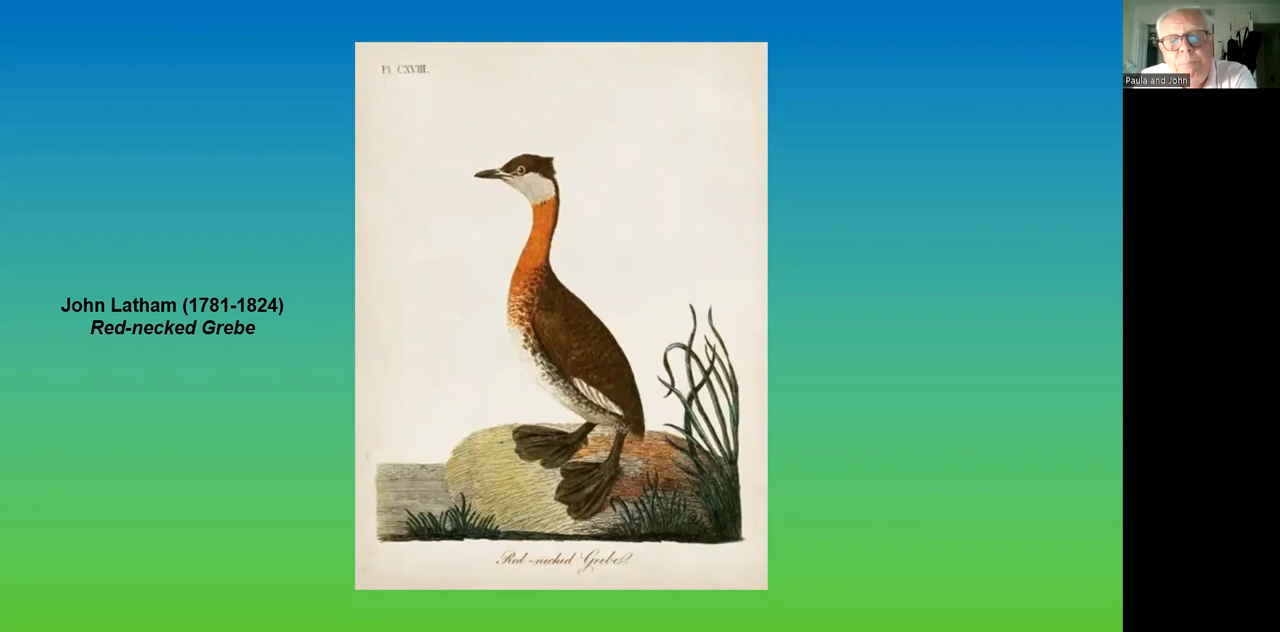 Pl CXVIII.
John Latham (1781-1824)
Red-necked Grebe
Red-necked Grebe.
Paula and John